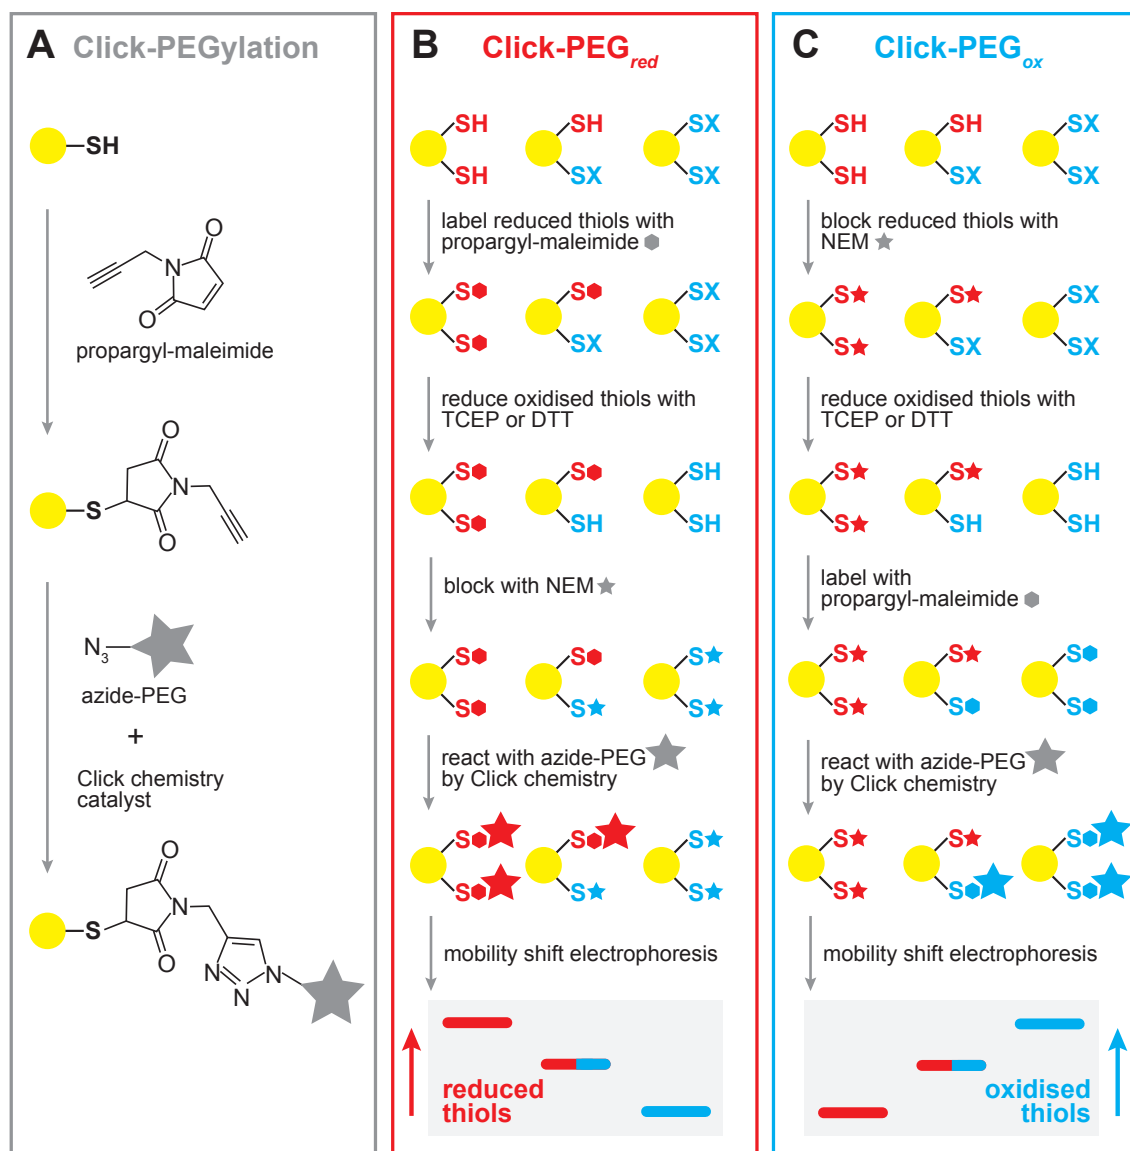 A Click-PEGylation
SH
N
O
O
propargyl-maleimide
S
N
O
O
N3
azide-PEG
+
Click chemistry
catalyst
S
N
O
O
N
N
N
B Click-PEGred
SH SH SX
SH SX SX
label reduced thiols with
propargyl-maleimide
S S SX
S SX SX
reduce oxidised thiols with
TCEP or DTT
S S SH
S SH SH
block with NEM
S S S
S S S
react with azide-PEG
by Click chemistry
S S S
S S S
mobility shift electrophoresis
reduced
thiols
C Click-PEGox
SH SH SX
SH SX SX
block reduced thiols with
NEM
S S SX
S SX SX
reduce oxidised thiols with
TCEP or DTT
S S SH
S SH SH
label with
propargyl-maleimide
S S S
S S S
react with azide-PEG
by Click chemistry
S S S
S S S
mobility shift electrophoresis
oxidised
thiols